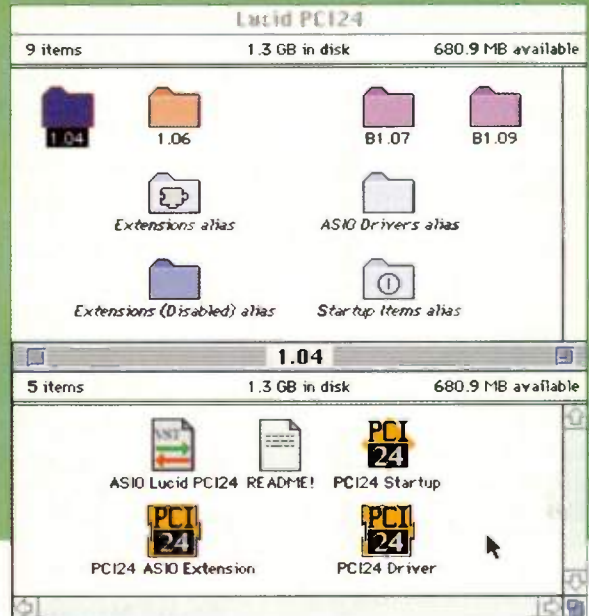 Lucid PCI24
9 items 1.3 GB in disk 680.9 MB available
1.04 1.06 B1.07 B1.09
Extensions alias ASIO Drivers alias
Extensions (Disabled) alias Startup Items alias
1.04
5 items 1.3 GB in disk 680.9 MB available
VST PCI 24
ASIO Lucid PCI24 README! PCI24 Startup
PCI 24 PCI 24
PCI24 ASIO Extension PCI24 Driver